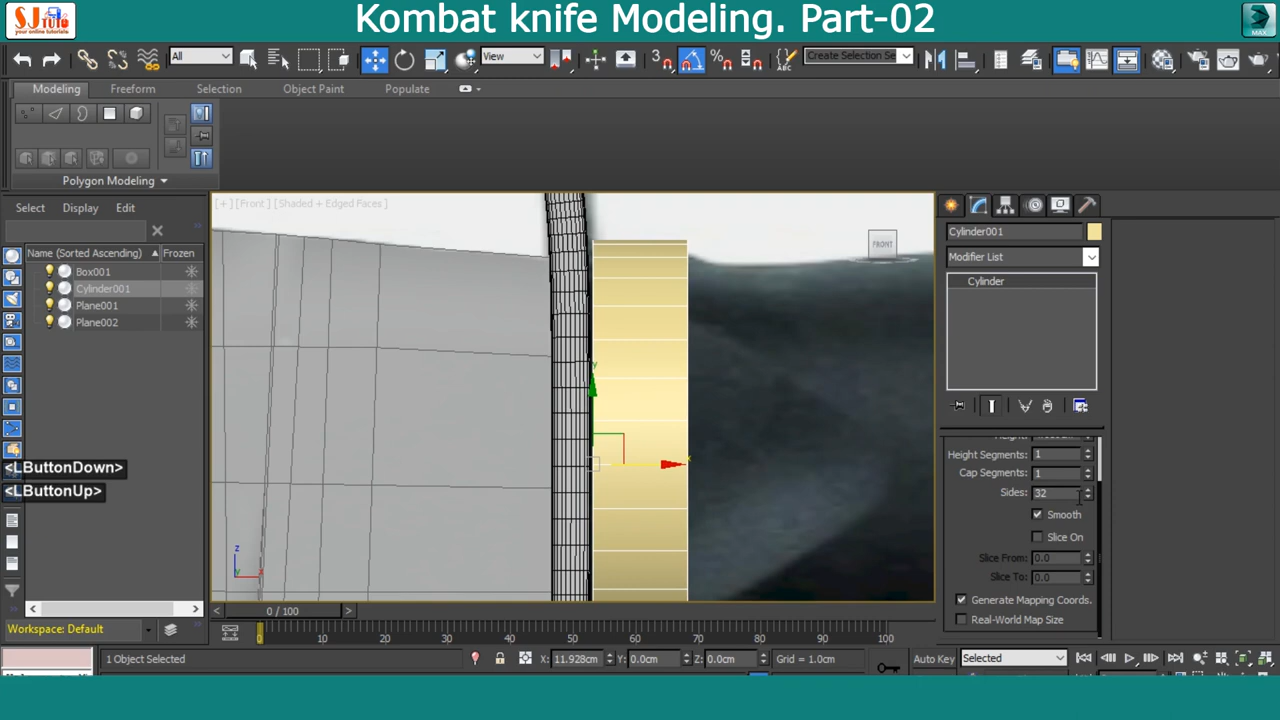 SJ TUTO
your online tutorials
Kombat knife Modeling. Part-02
MAX
All
View
Create Selection Se
Modeling
Freeform
Selection
Object Paint
Populate
Polygon Modeling
Select
Display
Edit
Name (Sorted Ascending)
Frozen
Box001
Cylinder001
Plane001
Plane002
<LButtonDown>
<LButtonUp>
[+] [Front] [Shaded + Edged Faces]
FRONT
Cylinder001
Modifier List
Cylinder
Height Segments: 1
Cap Segments: 1
Sides: 32
Smooth
Slice On
Slice From: 0.0
Slice To: 0.0
Generate Mapping Coords.
Real-World Map Size
0 / 100
Workspace: Default
0 10 20 30 40 50 60 70 80 90 100
1 Object Selected
X: 11.928cm
Y: 0.0cm
Z: 0.0cm
Grid = 1.0cm
Auto Key
Selected